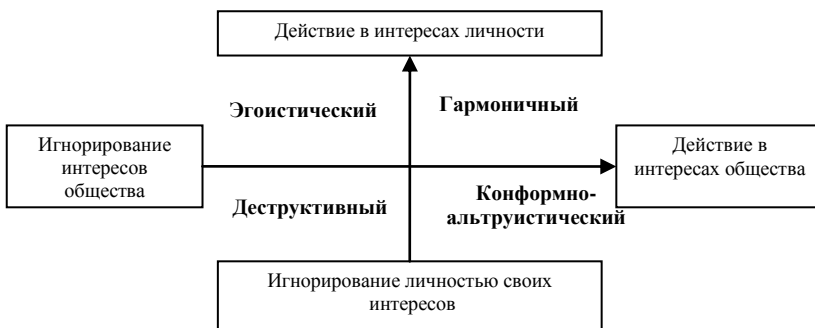 Действие в интересах личности
Эгоистический
Гармоничный
Игнорирование
интересов
общества
Действие в
интересах общества
Деструктивный
Конформно-
альтруистический
Игнорирование личностью своих
интересов